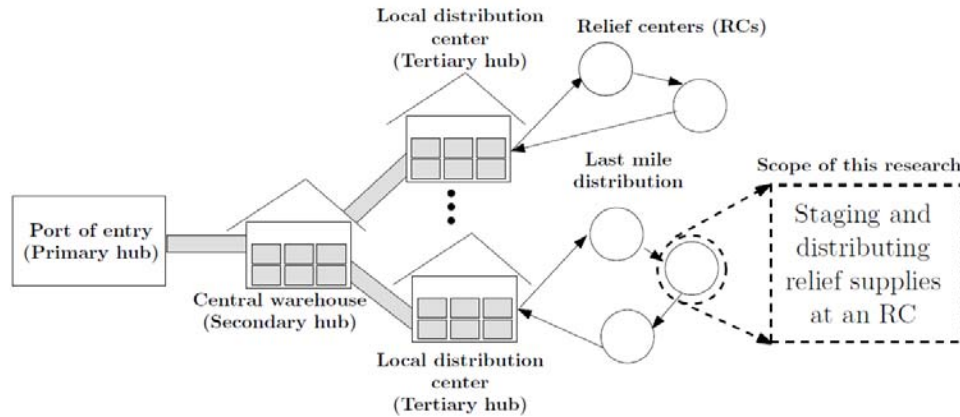 Local distribution
center
(Tertiary hub)
Relief centers (RCs)
Port of entry
(Primary hub)
Central warehouse
(Secondary hub)
Last mile
distribution
Scope of this research
Staging and
distributing
relief supplies
at an RC
Local distribution
center
(Tertiary hub)